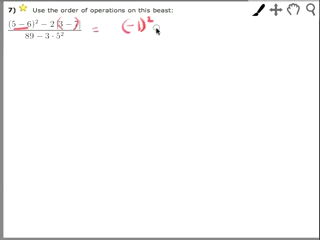 7) Use the order of operations on this beast:
(5 − 6)² − 2|3 − 7| = (−1)²
89 − 3 · 5²